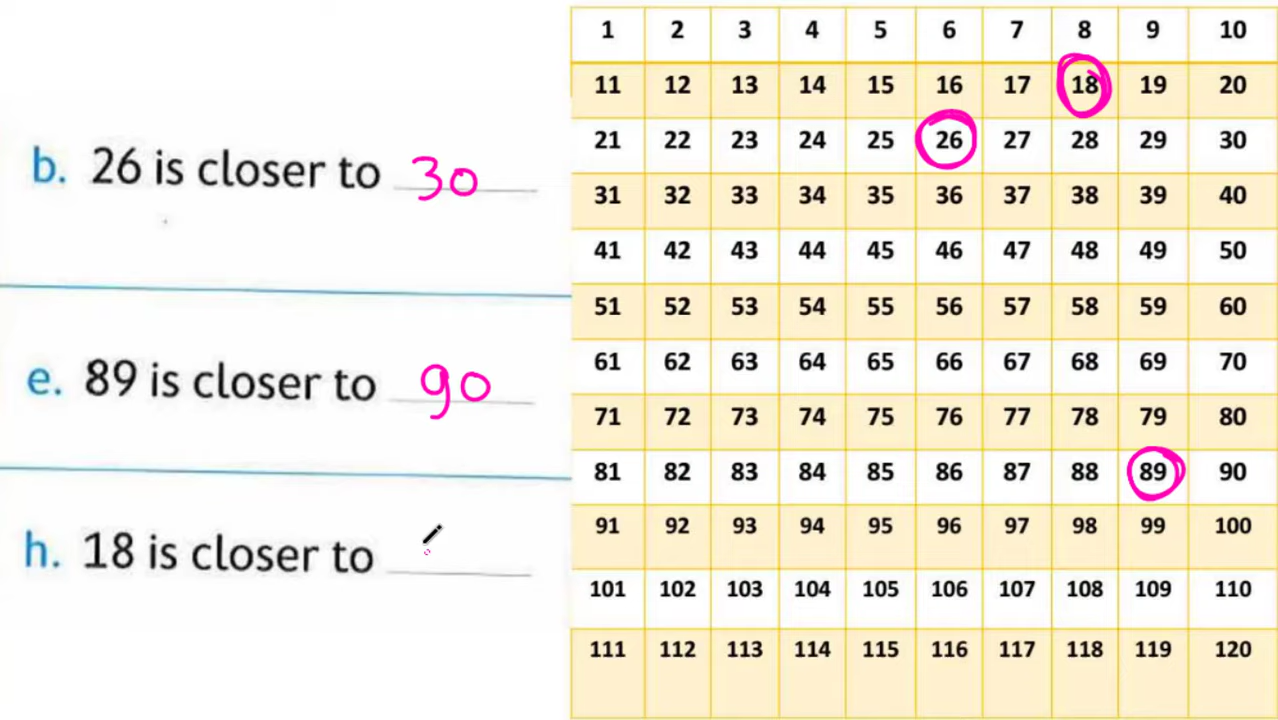 b. 26 is closer to 30
e. 89 is closer to 90
h. 18 is closer to
1 2 3 4 5 6 7 8 9 10
11 12 13 14 15 16 17 18 19 20
21 22 23 24 25 26 27 28 29 30
31 32 33 34 35 36 37 38 39 40
41 42 43 44 45 46 47 48 49 50
51 52 53 54 55 56 57 58 59 60
61 62 63 64 65 66 67 68 69 70
71 72 73 74 75 76 77 78 79 80
81 82 83 84 85 86 87 88 89 90
91 92 93 94 95 96 97 98 99 100
101 102 103 104 105 106 107 108 109 110
111 112 113 114 115 116 117 118 119 120